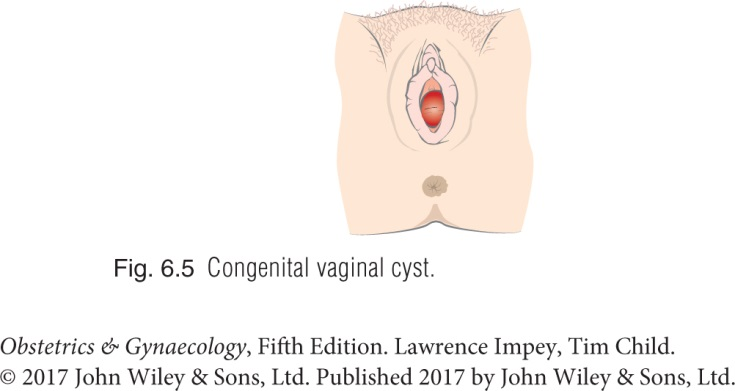 Fig. 6.5 Congenital vaginal cyst.
Obstetrics & Gynaecology, Fifth Edition. Lawrence Impey, Tim Child.
© 2017 John Wiley & Sons, Ltd. Published 2017 by John Wiley & Sons, Ltd.